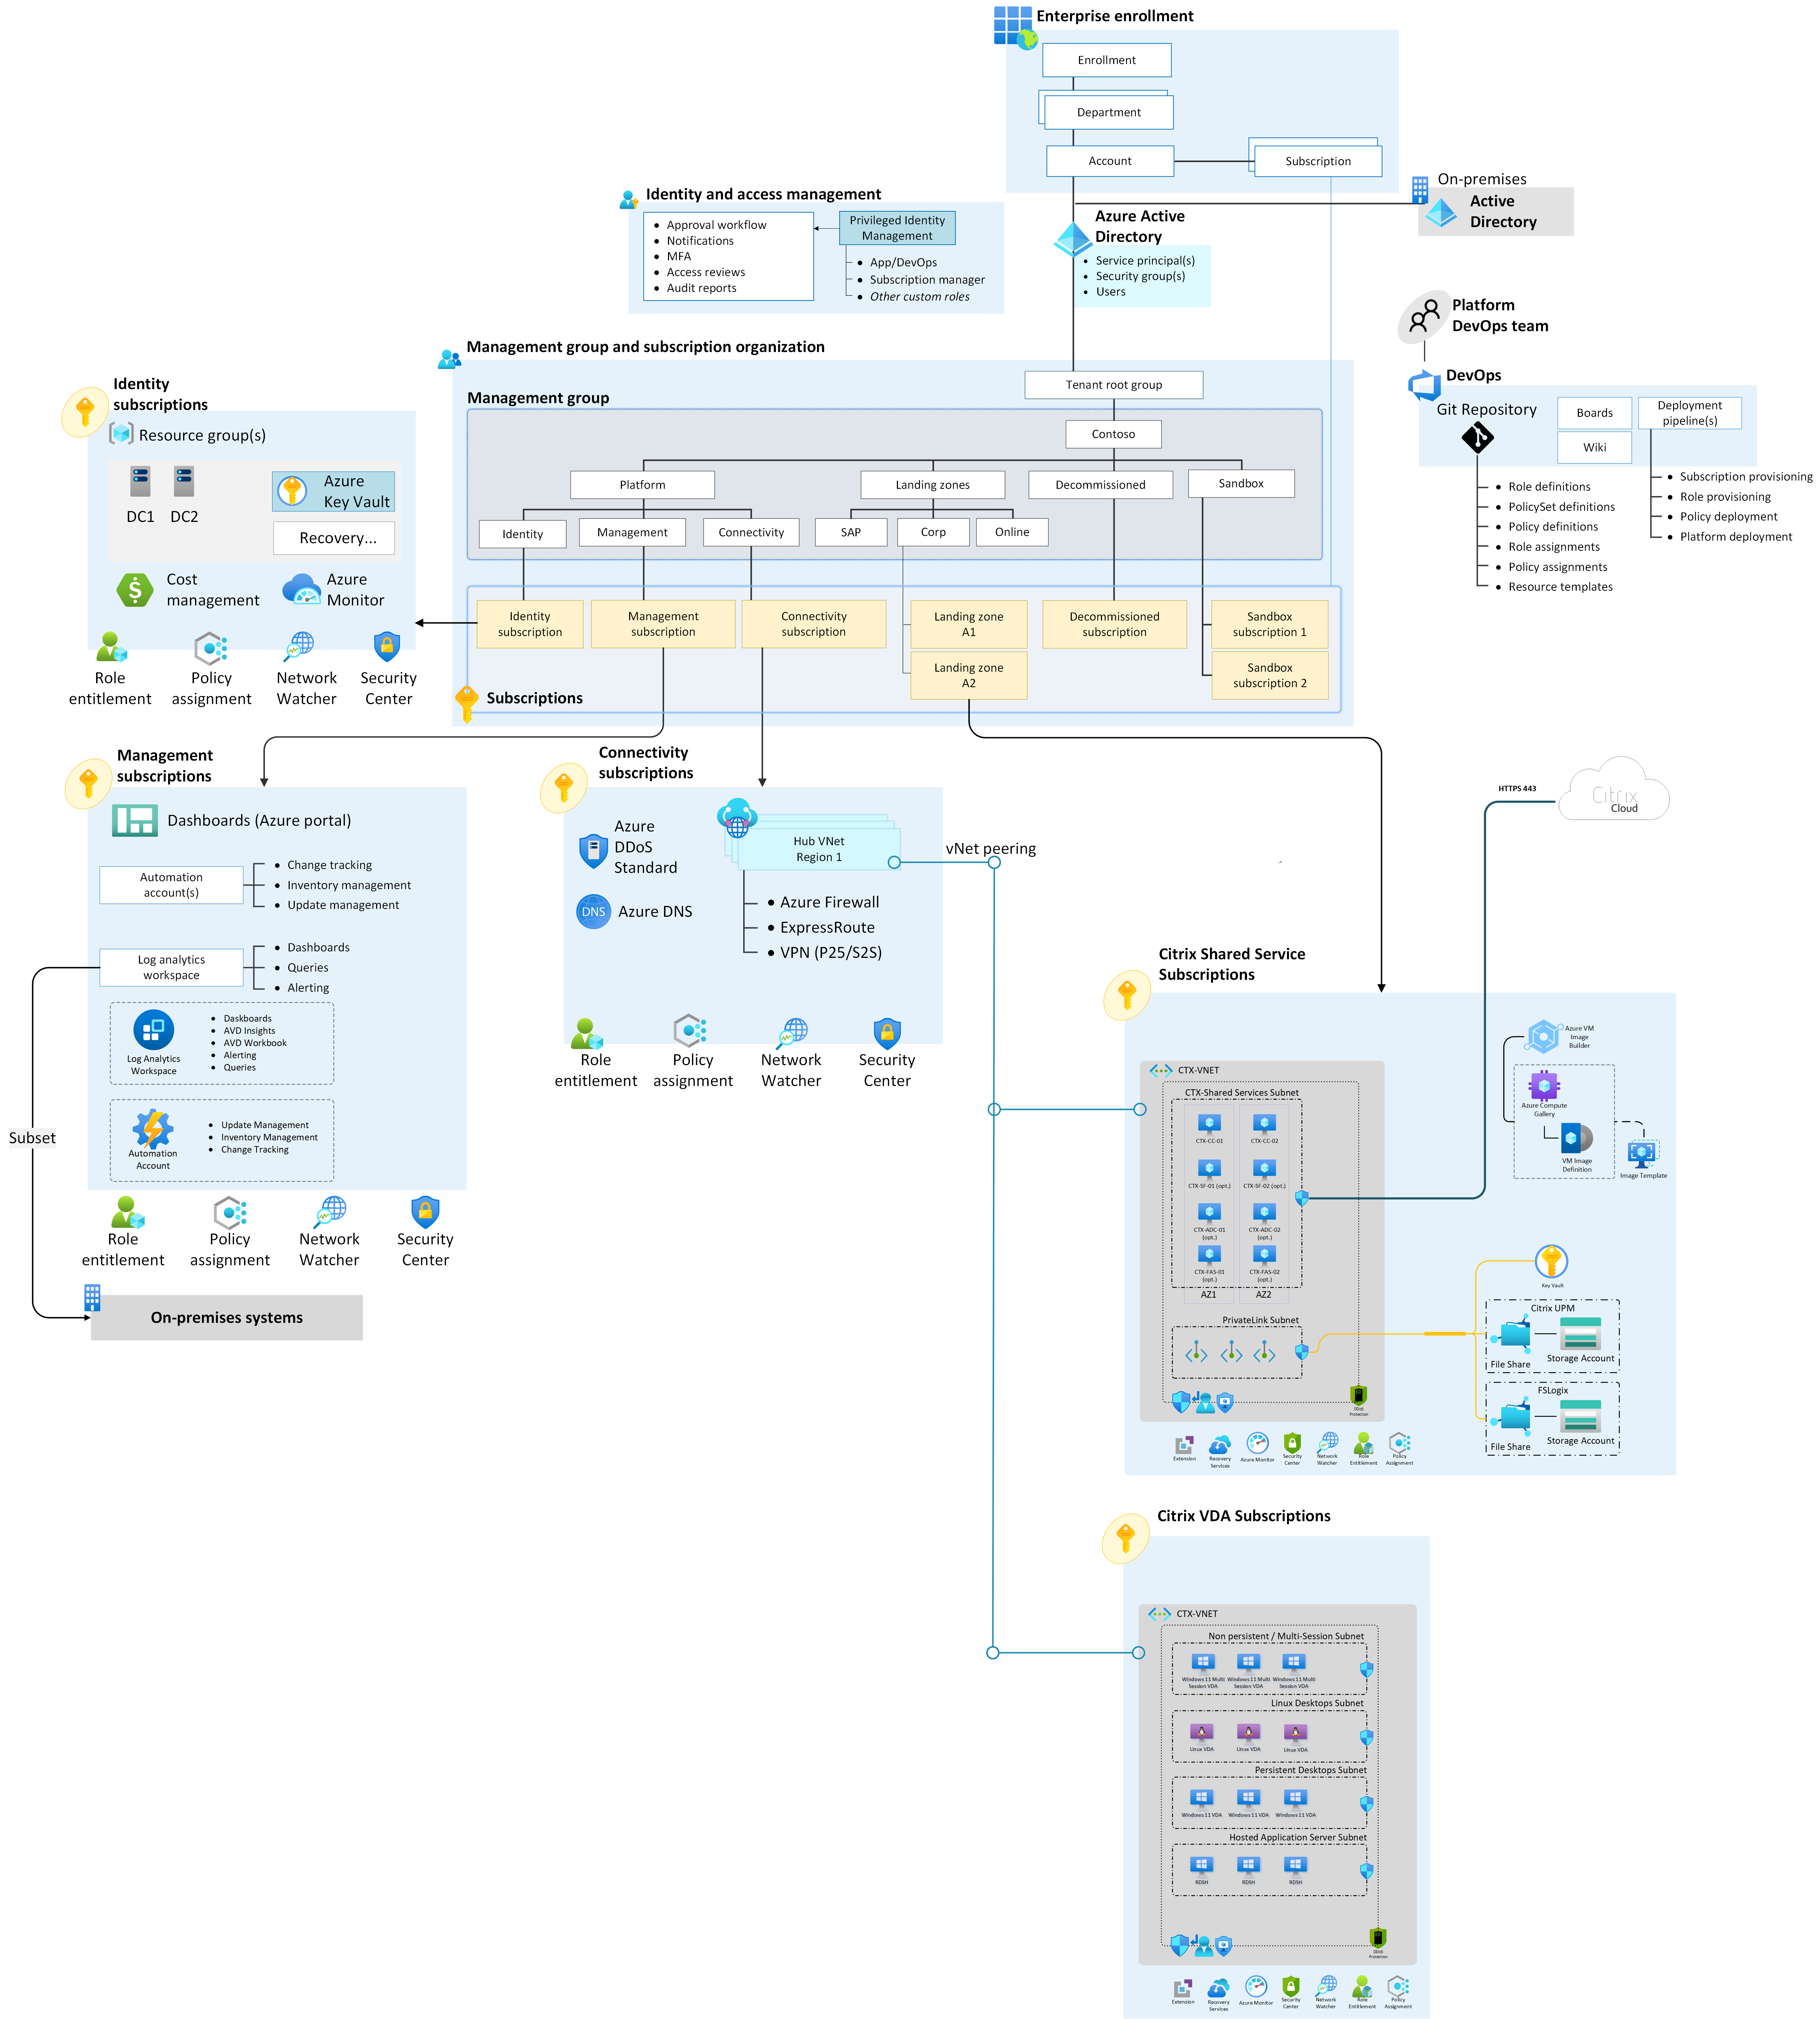 Enterprise enrollment
Enrollment
Department
Account
Subscription
On-premises
Active
Directory
Identity and access management
Approval workflow
Notifications
MFA
Access reviews
Audit reports
Privileged Identity
Management
App/DevOps
Subscription manager
Other custom roles
Azure Active
Directory
Service principal(s)
Security group(s)
Users
Platform
DevOps team
DevOps
Git Repository
Boards
Wiki
Deployment
pipeline(s)
Role definitions
PolicySet definitions
Policy definitions
Role assignments
Policy assignments
Resource templates
Subscription provisioning
Role provisioning
Policy deployment
Platform deployment
Management group and subscription organization
Tenant root group
Management group
Contoso
Platform
Landing zones
Decommissioned
Sandbox
Identity
Management
Connectivity
SAP
Corp
Online
Identity
subscription
Management
subscription
Connectivity
subscription
Landing zone
A1
Landing zone
A2
Decommissioned
subscription
Sandbox
subscription 1
Sandbox
subscription 2
Subscriptions
Identity
subscriptions
Resource group(s)
DC1
DC2
Azure
Key Vault
Recovery...
Cost
management
Azure
Monitor
Role
entitlement
Policy
assignment
Network
Watcher
Security
Center
Management
subscriptions
Dashboards (Azure portal)
Automation
account(s)
Change tracking
Inventory management
Update management
Log analytics
workspace
Dashboards
Queries
Alerting
Log Analytics
Workspace
Daskboards
AVD Insights
AVD Workbook
Alerting
Queries
Automation
Account
Update Management
Inventory Management
Change Tracking
Role
entitlement
Policy
assignment
Network
Watcher
Security
Center
Subset
On-premises systems
Connectivity
subscriptions
Azure
DDoS
Standard
Azure DNS
DNS
Hub VNet
Region 1
Azure Firewall
ExpressRoute
VPN (P25/S2S)
vNet peering
Role
entitlement
Policy
assignment
Network
Watcher
Security
Center
HTTPS 443
Citrix
Cloud
Citrix Shared Service
Subscriptions
CTX-VNET
CTX-Shared Services Subnet
CTX-CC-01
CTX-CC-02
CTX-SF-01 (opt.)
CTX-SF-02 (opt.)
CTX-ADC-01
(opt.)
CTX-ADC-02
(opt.)
CTX-FAS-01
(opt.)
CTX-FAS-02
(opt.)
AZ1
AZ2
PrivateLink Subnet
DDoS
Protection
Extension
Recovery
Services
Azure Monitor
Security
Center
Network
Watcher
Role
Entitlement
Policy
Assignment
Azure VM
Image
Builder
Azure Compute
Gallery
VM Image
Definition
Image Template
Key Vault
Citrix UPM
File Share
Storage Account
FSLogix
File Share
Storage Account
Citrix VDA Subscriptions
CTX-VNET
Non persistent / Multi-Session Subnet
Windows 11 Multi
Session VDA
Windows 11 Multi
Session VDA
Windows 11 Multi
Session VDA
Linux Desktops Subnet
Linux VDA
Linux VDA
Linux VDA
Persistent Desktops Subnet
Windows 11 VDA
Windows 11 VDA
Windows 11 VDA
Hosted Application Server Subnet
RDSH
RDSH
RDSH
DDoS
Protection
Extension
Recovery
Services
Azure Monitor
Security
Center
Network
Watcher
Role
Entitlement
Policy
Assignment